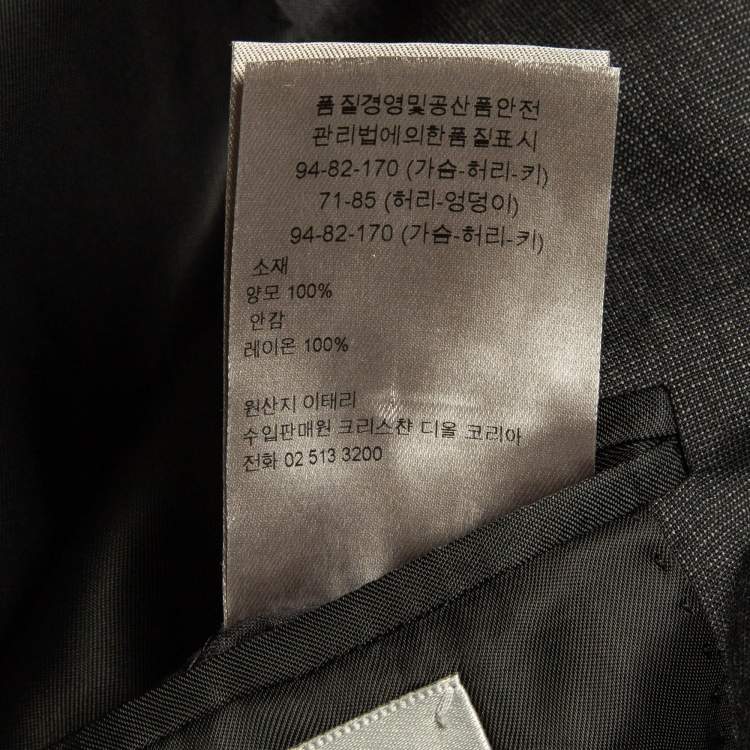 품질경영및공산품안전
관리법에의한품질표시
94-82-170 (가슴-허리-키)
71-85 (허리-엉덩이)
94-82-170 (가슴-허리-키)
소재
양모 100%
안감
레이온 100%
원산지 이태리
수입판매원 크리스챤 디올 코리아
전화 02 513 3200